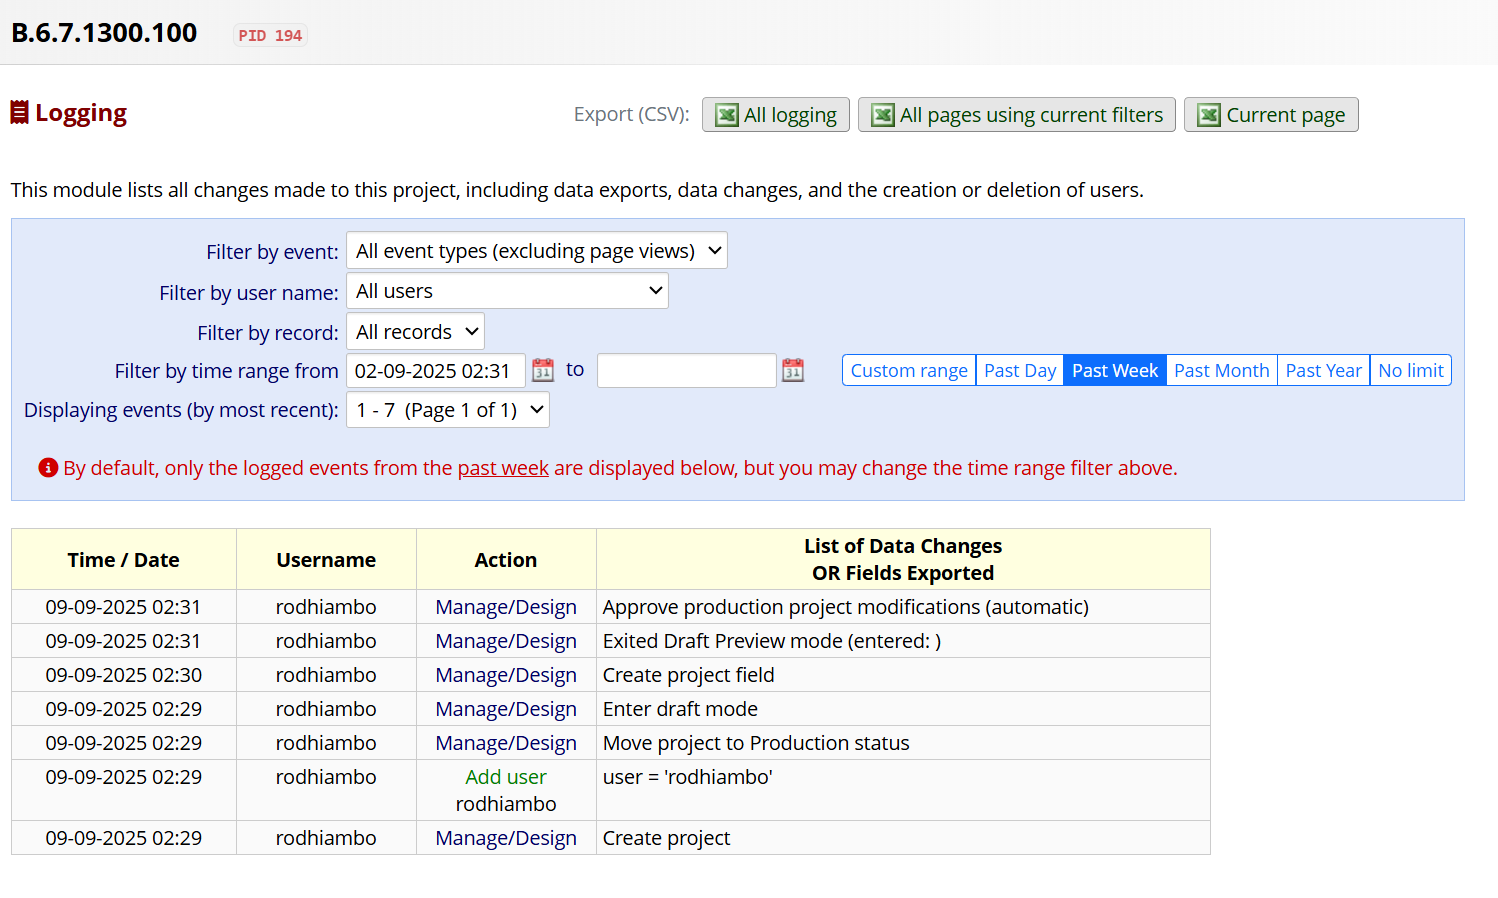 B.6.7.1300.100 PID 194
Logging
Export (CSV): All logging All pages using current filters Current page
This module lists all changes made to this project, including data exports, data changes, and the creation or deletion of users.
Filter by event: All event types (excluding page views)
Filter by user name: All users
Filter by record: All records
Filter by time range from 02-09-2025 02:31 31 to 31 Custom range Past Day Past Week Past Month Past Year No limit
Displaying events (by most recent): 1 - 7 (Page 1 of 1)
By default, only the logged events from the past week are displayed below, but you may change the time range filter above.
Time / Date Username Action List of Data Changes
OR Fields Exported
09-09-2025 02:31 rodhiambo Manage/Design Approve production project modifications (automatic)
09-09-2025 02:31 rodhiambo Manage/Design Exited Draft Preview mode (entered: )
09-09-2025 02:30 rodhiambo Manage/Design Create project field
09-09-2025 02:29 rodhiambo Manage/Design Enter draft mode
09-09-2025 02:29 rodhiambo Manage/Design Move project to Production status
09-09-2025 02:29 rodhiambo Add user user = 'rodhiambo'
rodhiambo
09-09-2025 02:29 rodhiambo Manage/Design Create project